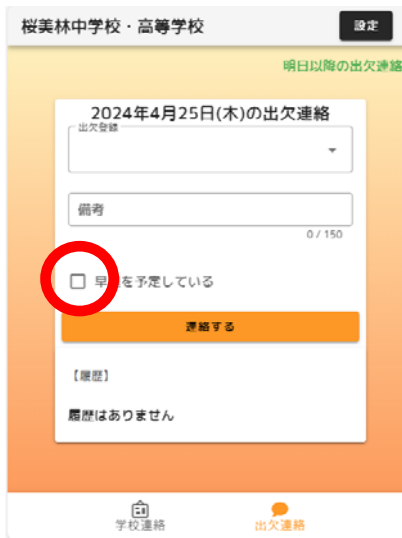 桜美林中学校・高等学校
設定
明日以降の出欠連絡
2024年4月25日(木)の出欠連絡
出欠登録
備考
0 / 150
早退を予定している
連絡する
【履歴】
履歴はありません
学校連絡
出欠連絡